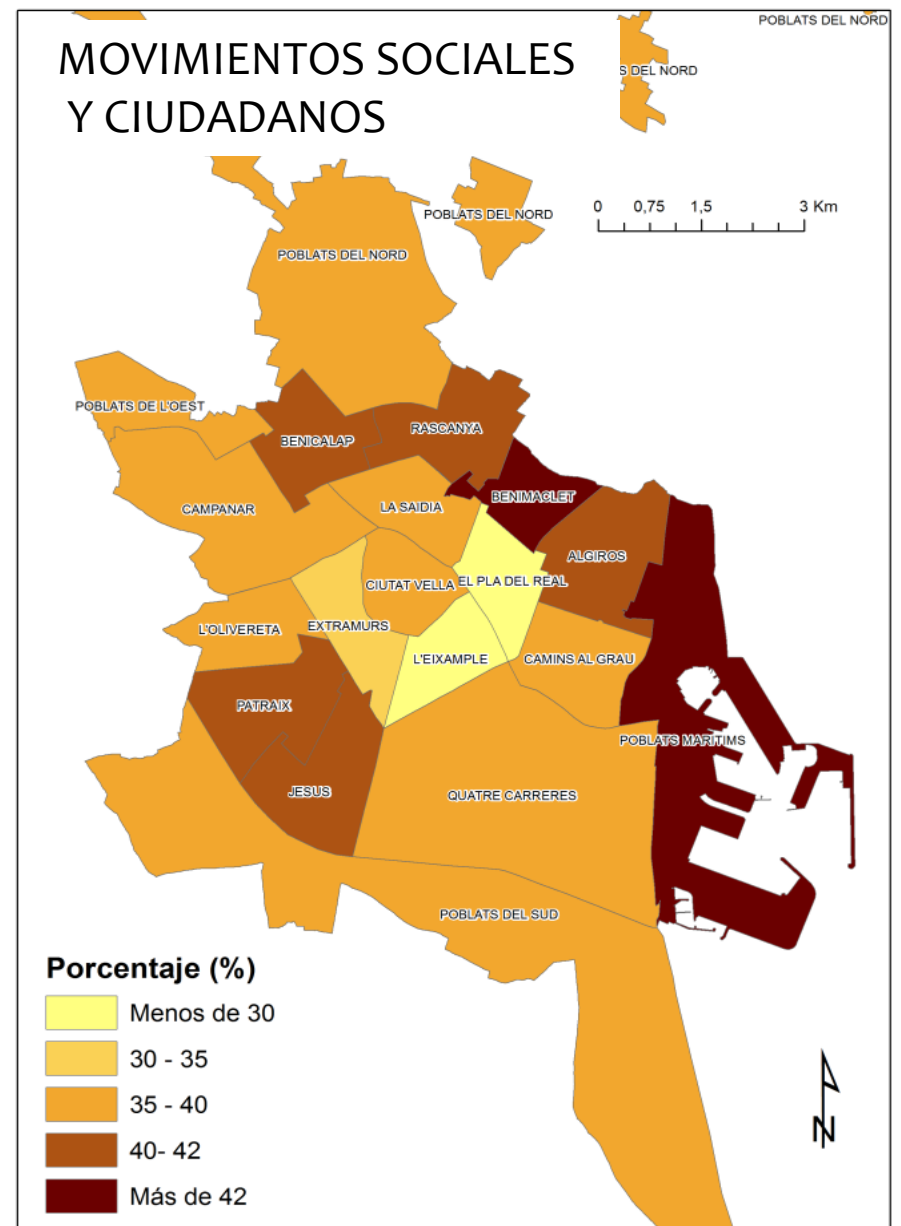 POBLATS DEL NORD
MOVIMIENTOS SOCIALES
Y CIUDADANOS
S DEL NORD
0 0,75 1,5 3 Km
POBLATS DEL NORD
POBLATS DEL NORD
POBLATS DE L'OEST
BENICALAP
RASCANYA
CAMPANAR
LA SAIDIA
BENIMACLET
ALGIROS
CIUTAT VELLA
EL PLA DEL REAL
L'OLIVERETA
EXTRAMURS
L'EIXAMPLE
CAMINS AL GRAU
PATRAIX
POBLATS MARITIMS
JESUS
QUATRE CARRERES
POBLATS DEL SUD
Porcentaje (%)
Menos de 30
30 - 35
35 - 40
40- 42
Más de 42
N